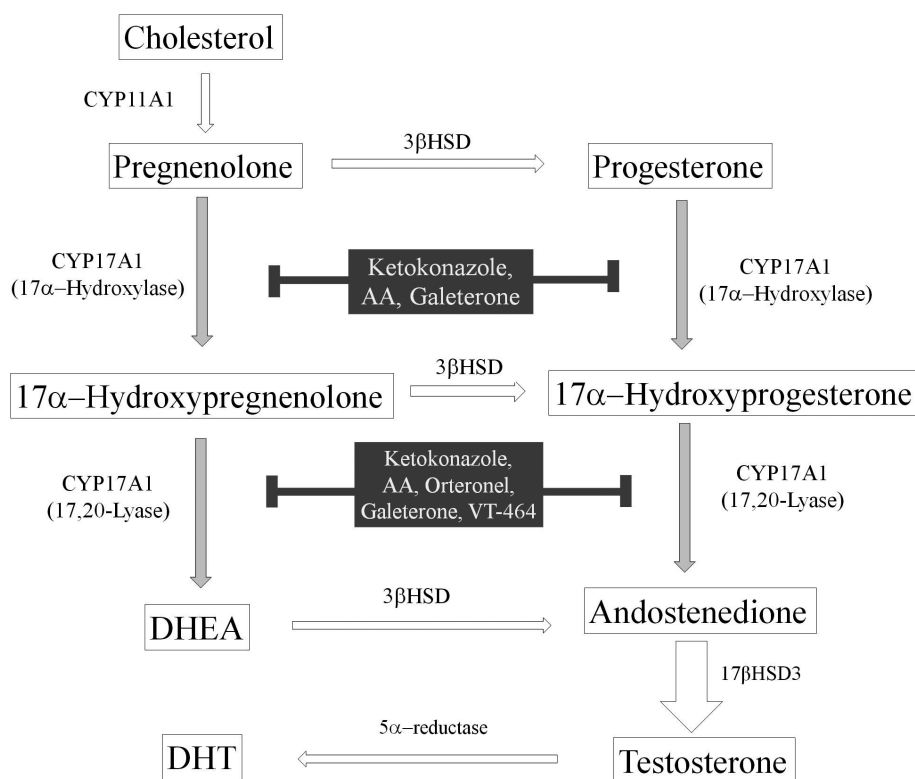 Cholesterol
CYP11A1
3βHSD
Pregnenolone
Progesterone
CYP17A1
(17α–Hydroxylase)
Ketokonazole,
AA, Galeterone
CYP17A1
(17α–Hydroxylase)
3βHSD
17α–Hydroxypregnenolone
17α–Hydroxyprogesterone
CYP17A1
(17,20-Lyase)
Ketokonazole,
AA, Orteronel,
Galeterone, VT-464
CYP17A1
(17,20-Lyase)
3βHSD
DHEA
Andostenedione
17βHSD3
5α–reductase
DHT
Testosterone